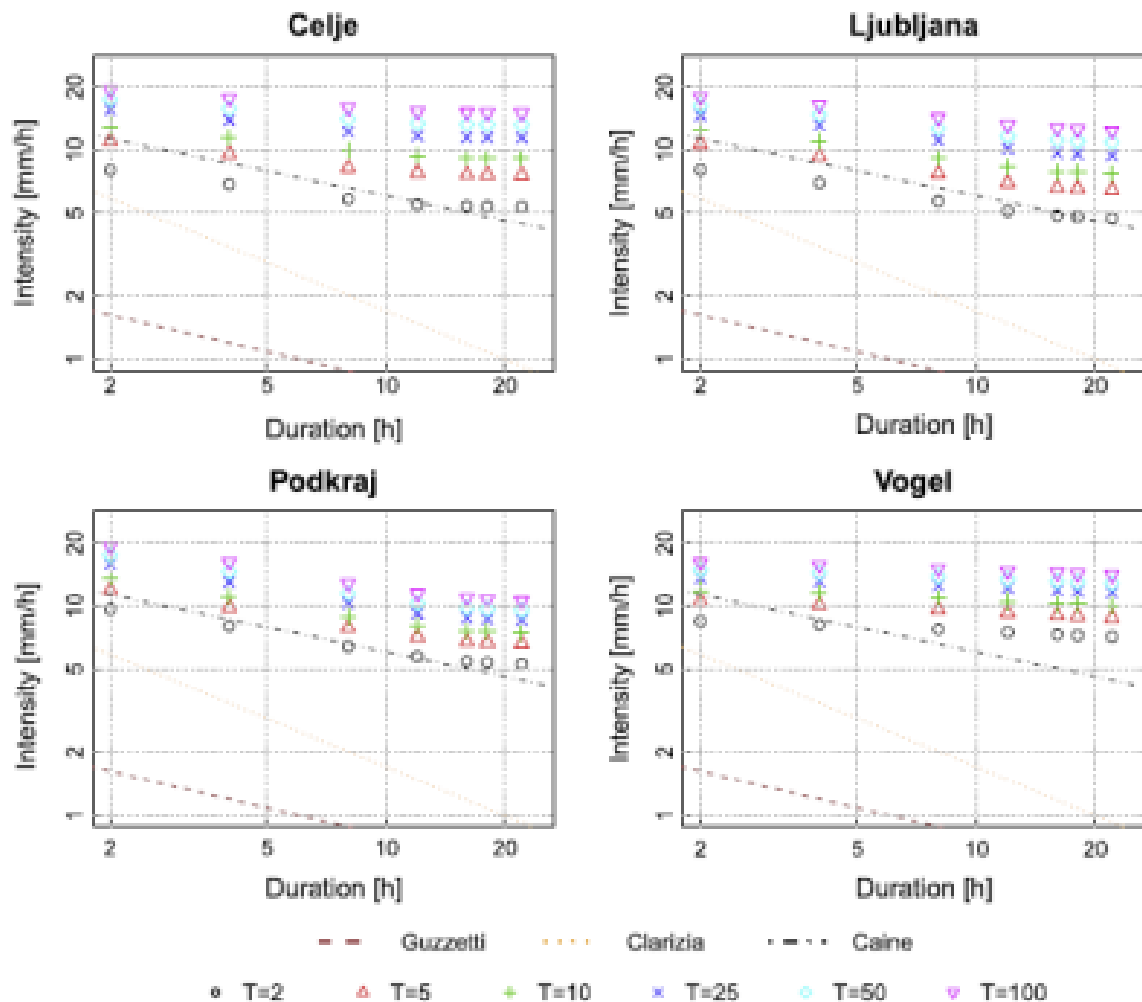 Celje
Ljubljana
Intensity [mm/h]
20
10
5
2
1
2
5
10
20
Duration [h]
Intensity [mm/h]
20
10
5
2
1
2
5
10
20
Duration [h]
Podkraj
Vogel
Intensity [mm/h]
20
10
5
2
1
2
5
10
20
Duration [h]
Intensity [mm/h]
20
10
5
2
1
2
5
10
20
Duration [h]
Guzzetti
Clarizia
Caine
T=2
T=5
T=10
T=25
T=50
T=100